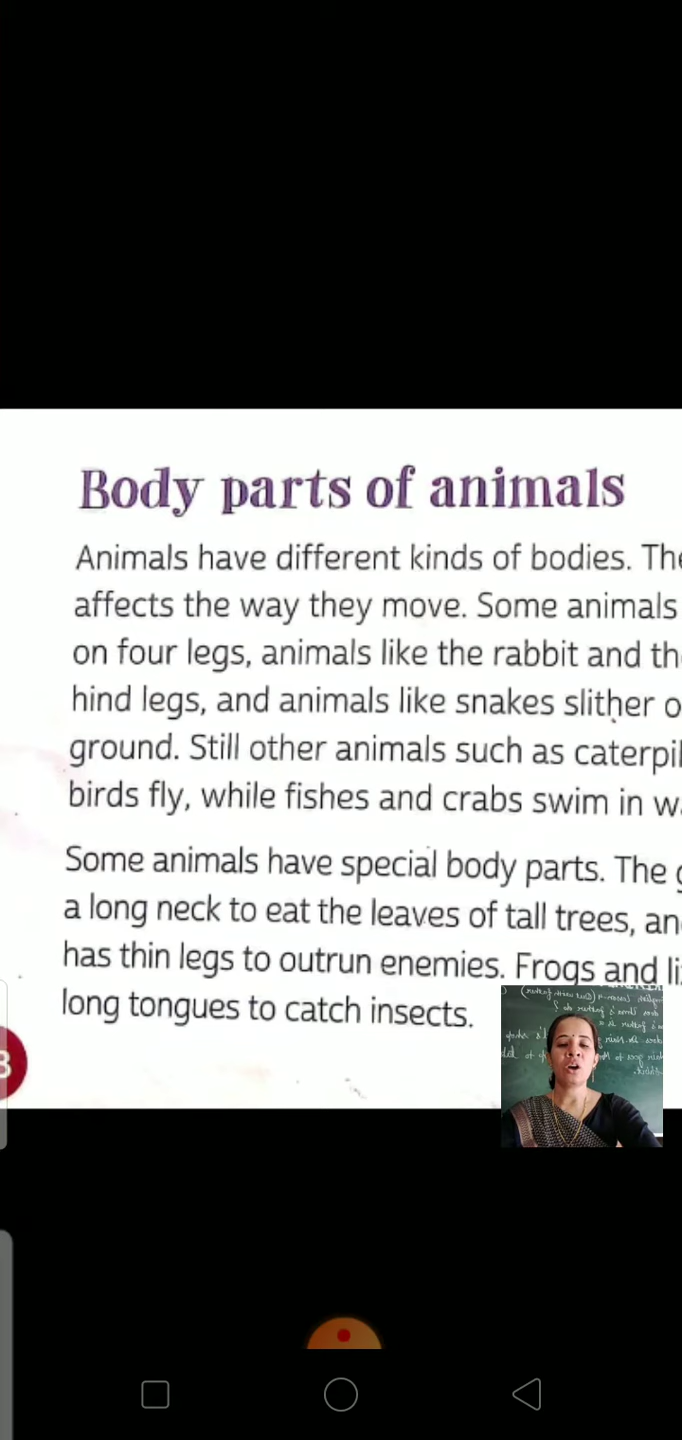 Body parts of animals
Animals have different kinds of bodies. The
affects the way they move. Some animals
on four legs, animals like the rabbit and th
hind legs, and animals like snakes slither o
ground. Still other animals such as caterpil
birds fly, while fishes and crabs swim in w
Some animals have special body parts. The g
a long neck to eat the leaves of tall trees, an
has thin legs to outrun enemies. Frogs and li
long tongues to catch insects.
3